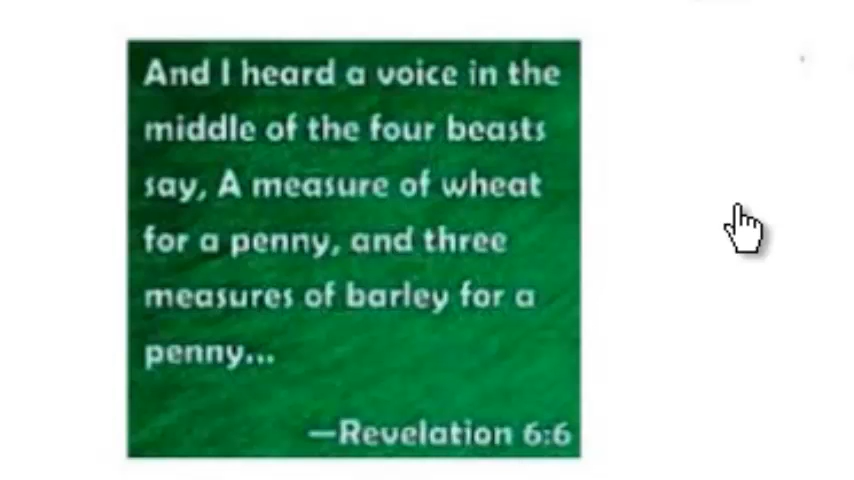 And I heard a voice in the
middle of the four beasts
say, A measure of wheat
for a penny, and three
measures of barley for a
penny...
—Revelation 6:6